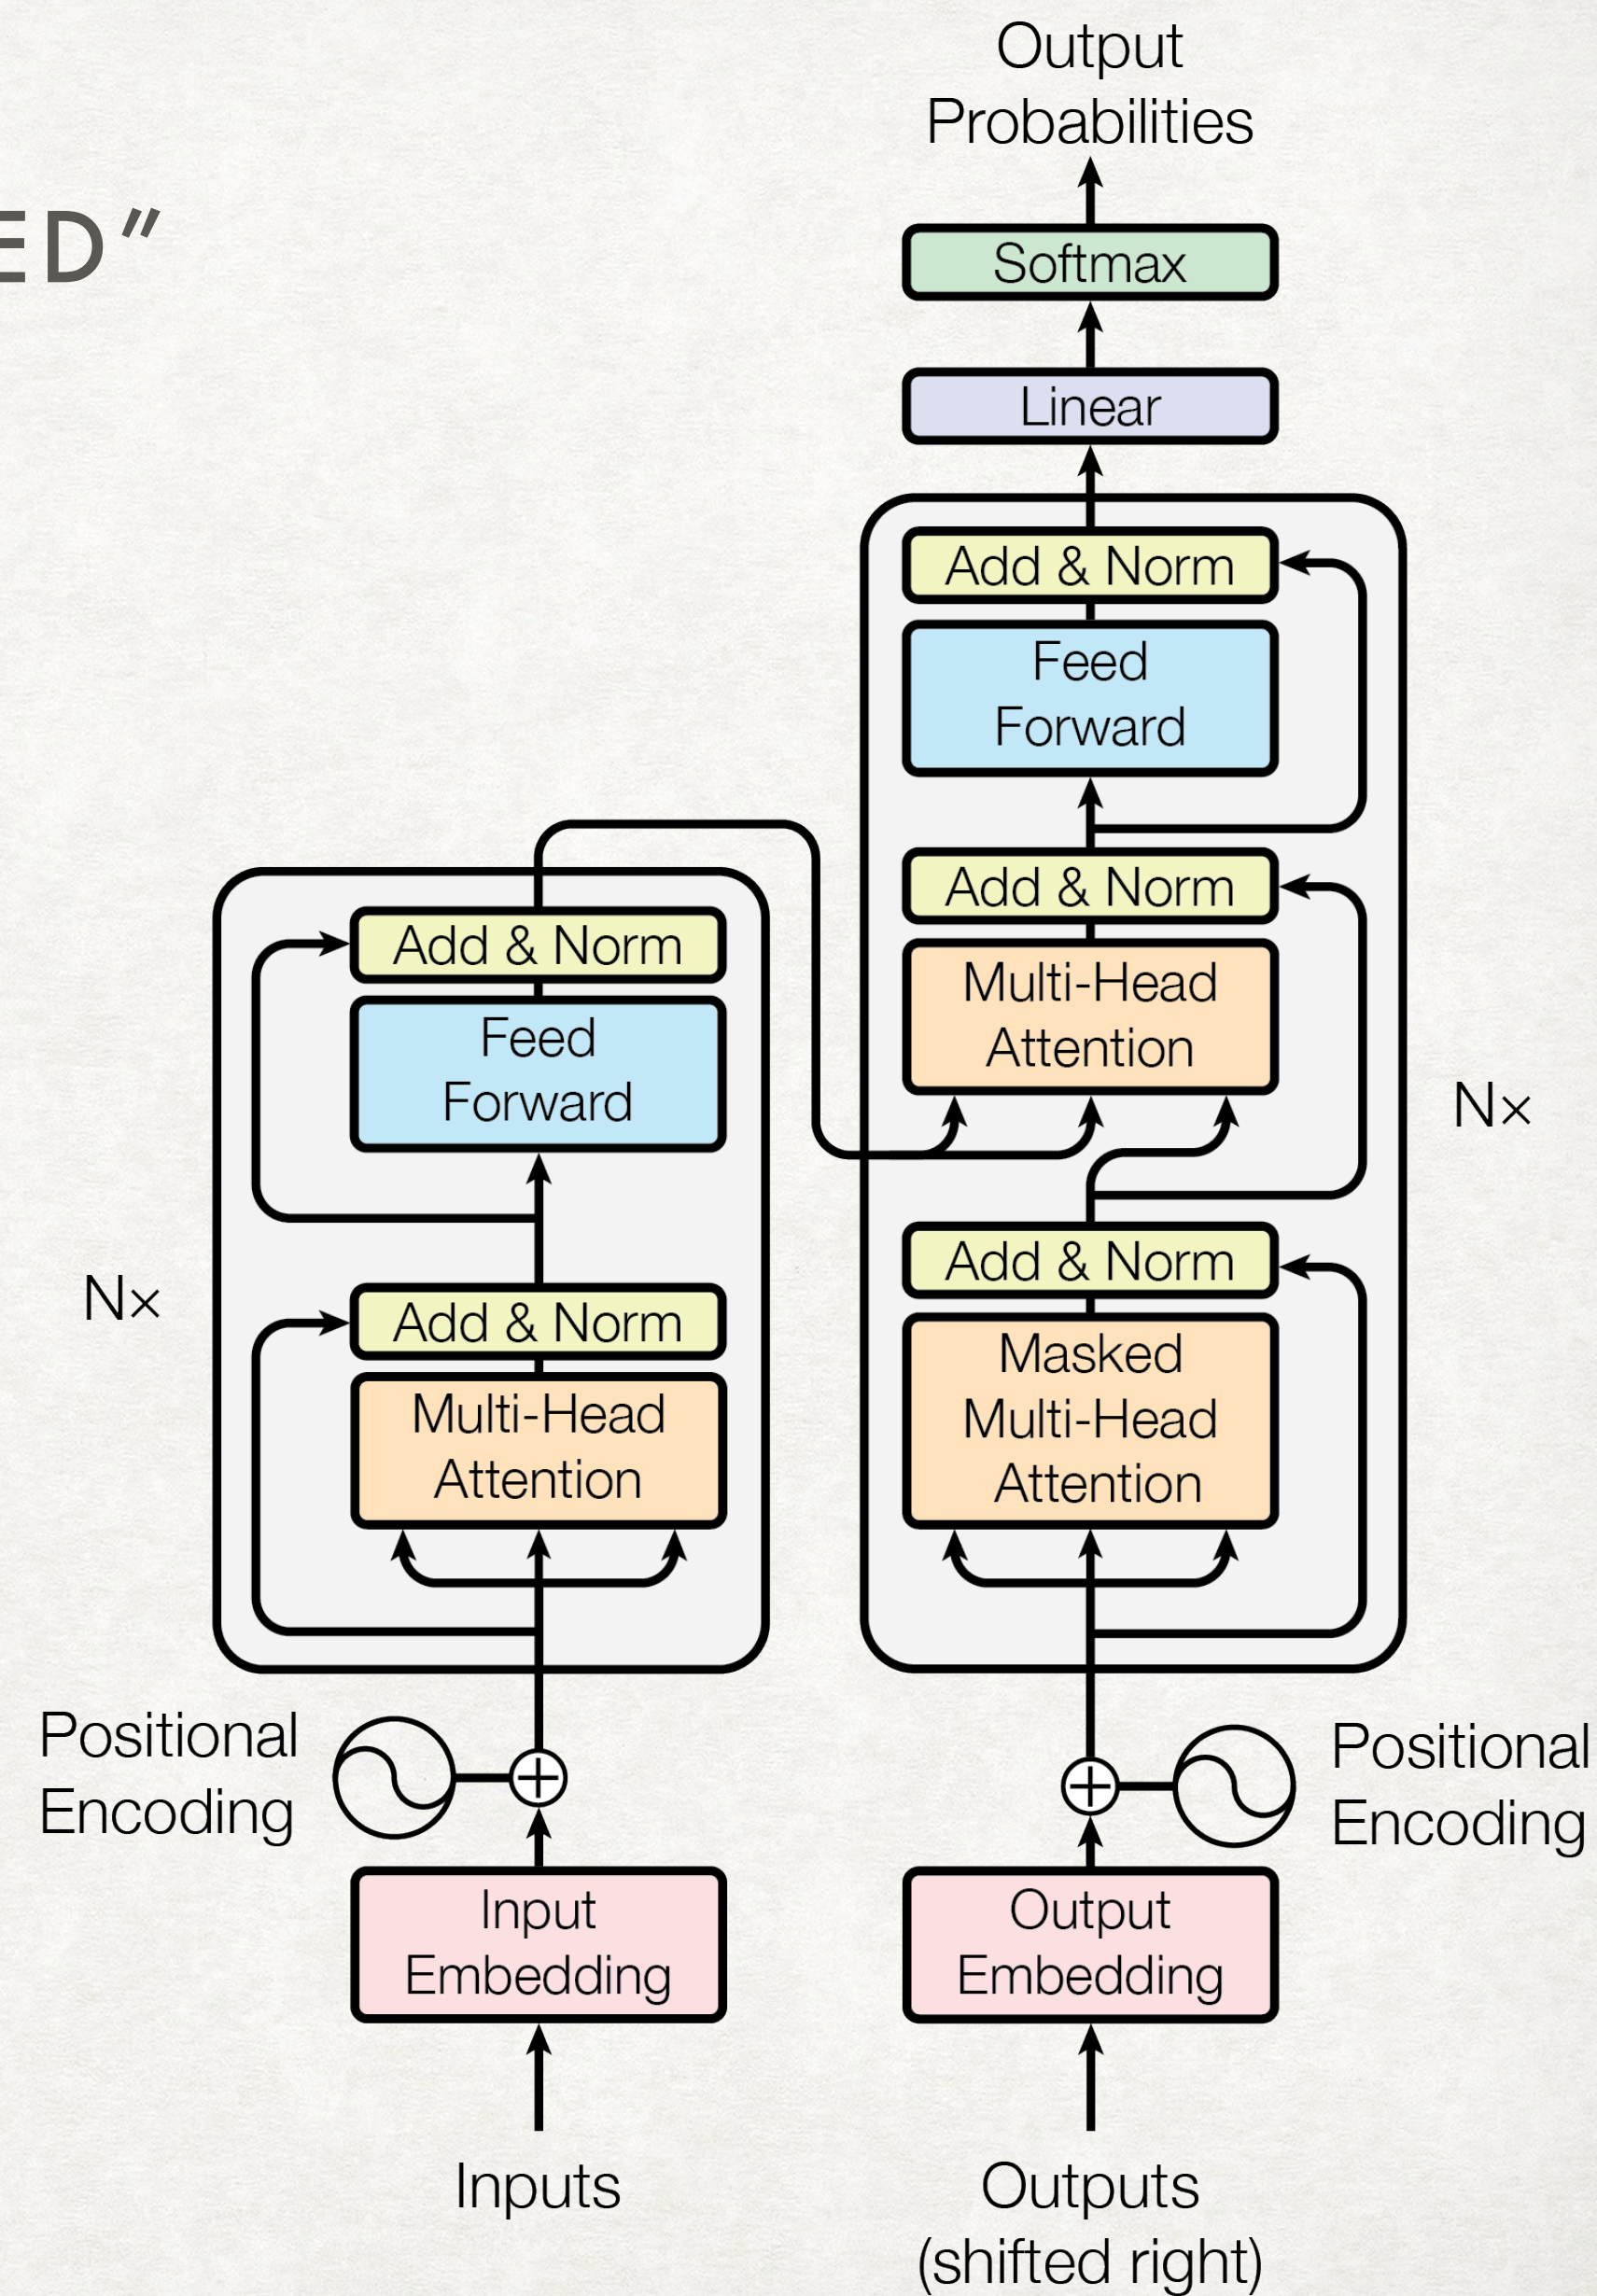 ED”
Output
Probabilities
Softmax
Linear
Add & Norm
Feed
Forward
Add & Norm
Multi-Head
Attention
Add & Norm
Masked
Multi-Head
Attention
N×
Add & Norm
Feed
Forward
Add & Norm
Multi-Head
Attention
N×
Positional
Encoding
Positional
Encoding
Input
Embedding
Output
Embedding
Inputs
Outputs
(shifted right)